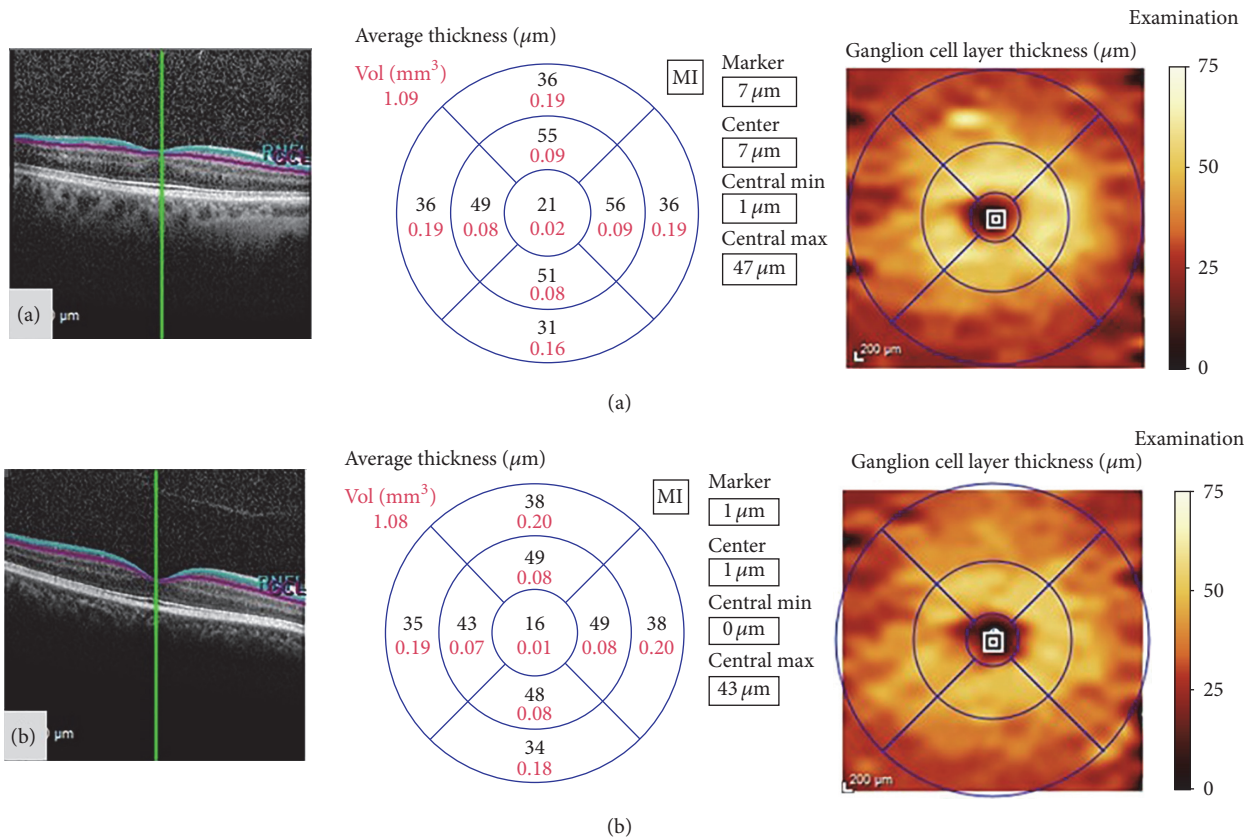 Examination
Average thickness (μm)
Ganglion cell layer thickness (μm)
Vol (mm³)
1.09
MI
36
0.19
55
0.09
36
0.19
49
0.08
21
0.02
56
0.09
36
0.19
51
0.08
31
0.16
Marker
7 μm
Center
7 μm
Central min
1 μm
Central max
47 μm
75
50
25
0
200 μm
(a)
μm
(a)
Examination
Average thickness (μm)
Ganglion cell layer thickness (μm)
Vol (mm³)
1.08
MI
38
0.20
49
0.08
35
0.19
43
0.07
16
0.01
49
0.08
38
0.20
48
0.08
34
0.18
Marker
1 μm
Center
1 μm
Central min
0 μm
Central max
43 μm
75
50
25
0
200 μm
(b)
μm
(b)